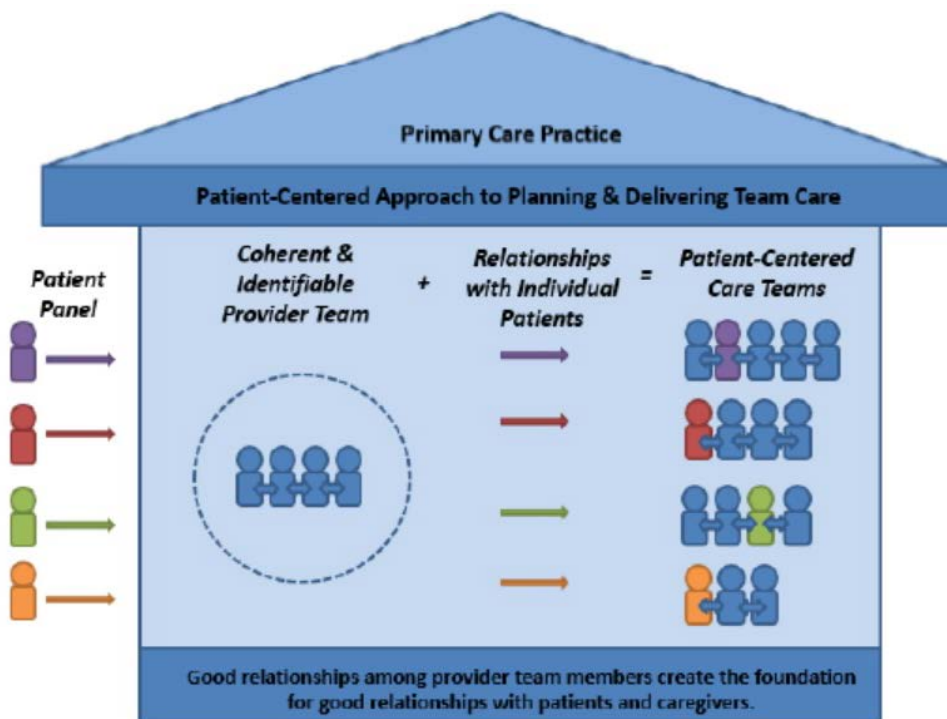 Primary Care Practice
Patient-Centered Approach to Planning & Delivering Team Care
Patient
Panel
Coherent &
Identifiable
Provider Team
+
Relationships
with Individual
Patients
=
Patient-Centered
Care Teams
Good relationships among provider team members create the foundation
for good relationships with patients and caregivers.